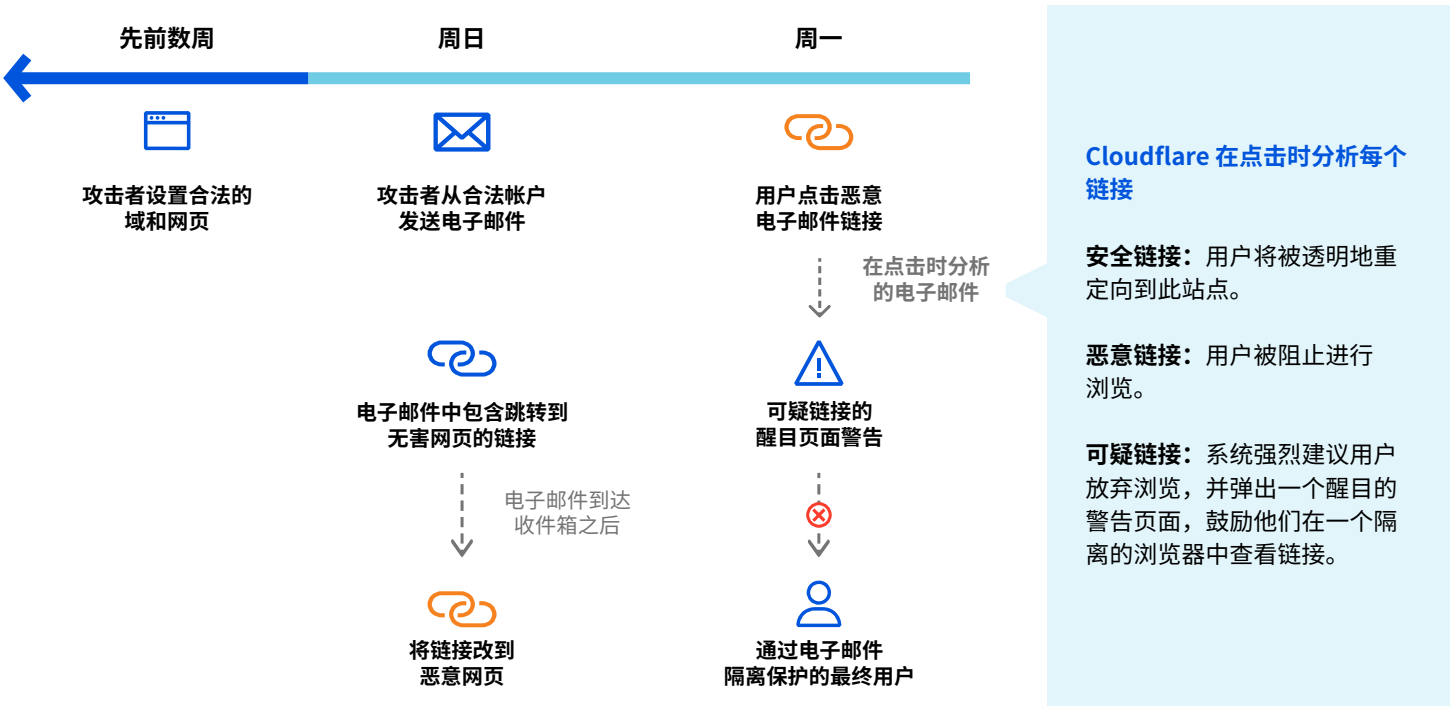 先前数周
周日
周一
攻击者设置合法的
域和网页
攻击者从合法帐户
发送电子邮件
用户点击恶意
电子邮件链接
在点击时分析
的电子邮件
电子邮件中包含跳转到
无害网页的链接
可疑链接的
醒目页面警告
电子邮件到达
收件箱之后
将链接改到
恶意网页
通过电子邮件
隔离保护的最终用户
Cloudflare 在点击时分析每个
链接
安全链接：用户将被透明地重
定向到此站点。
恶意链接：用户被阻止进行
浏览。
可疑链接：系统强烈建议用户
放弃浏览，并弹出一个醒目的
警告页面，鼓励他们在一个隔
离的浏览器中查看链接。